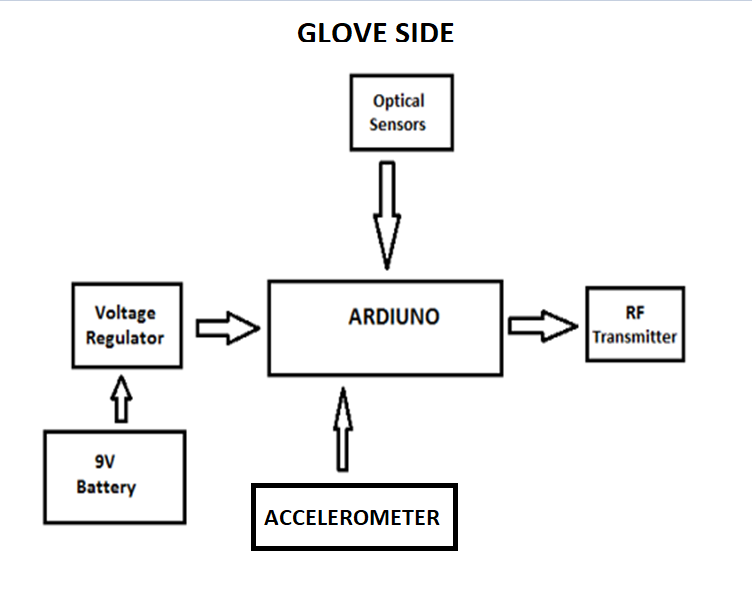 GLOVE SIDE
Optical
Sensors
Voltage
Regulator
ARDIUNO
RF
Transmitter
9V
Battery
ACCELEROMETER